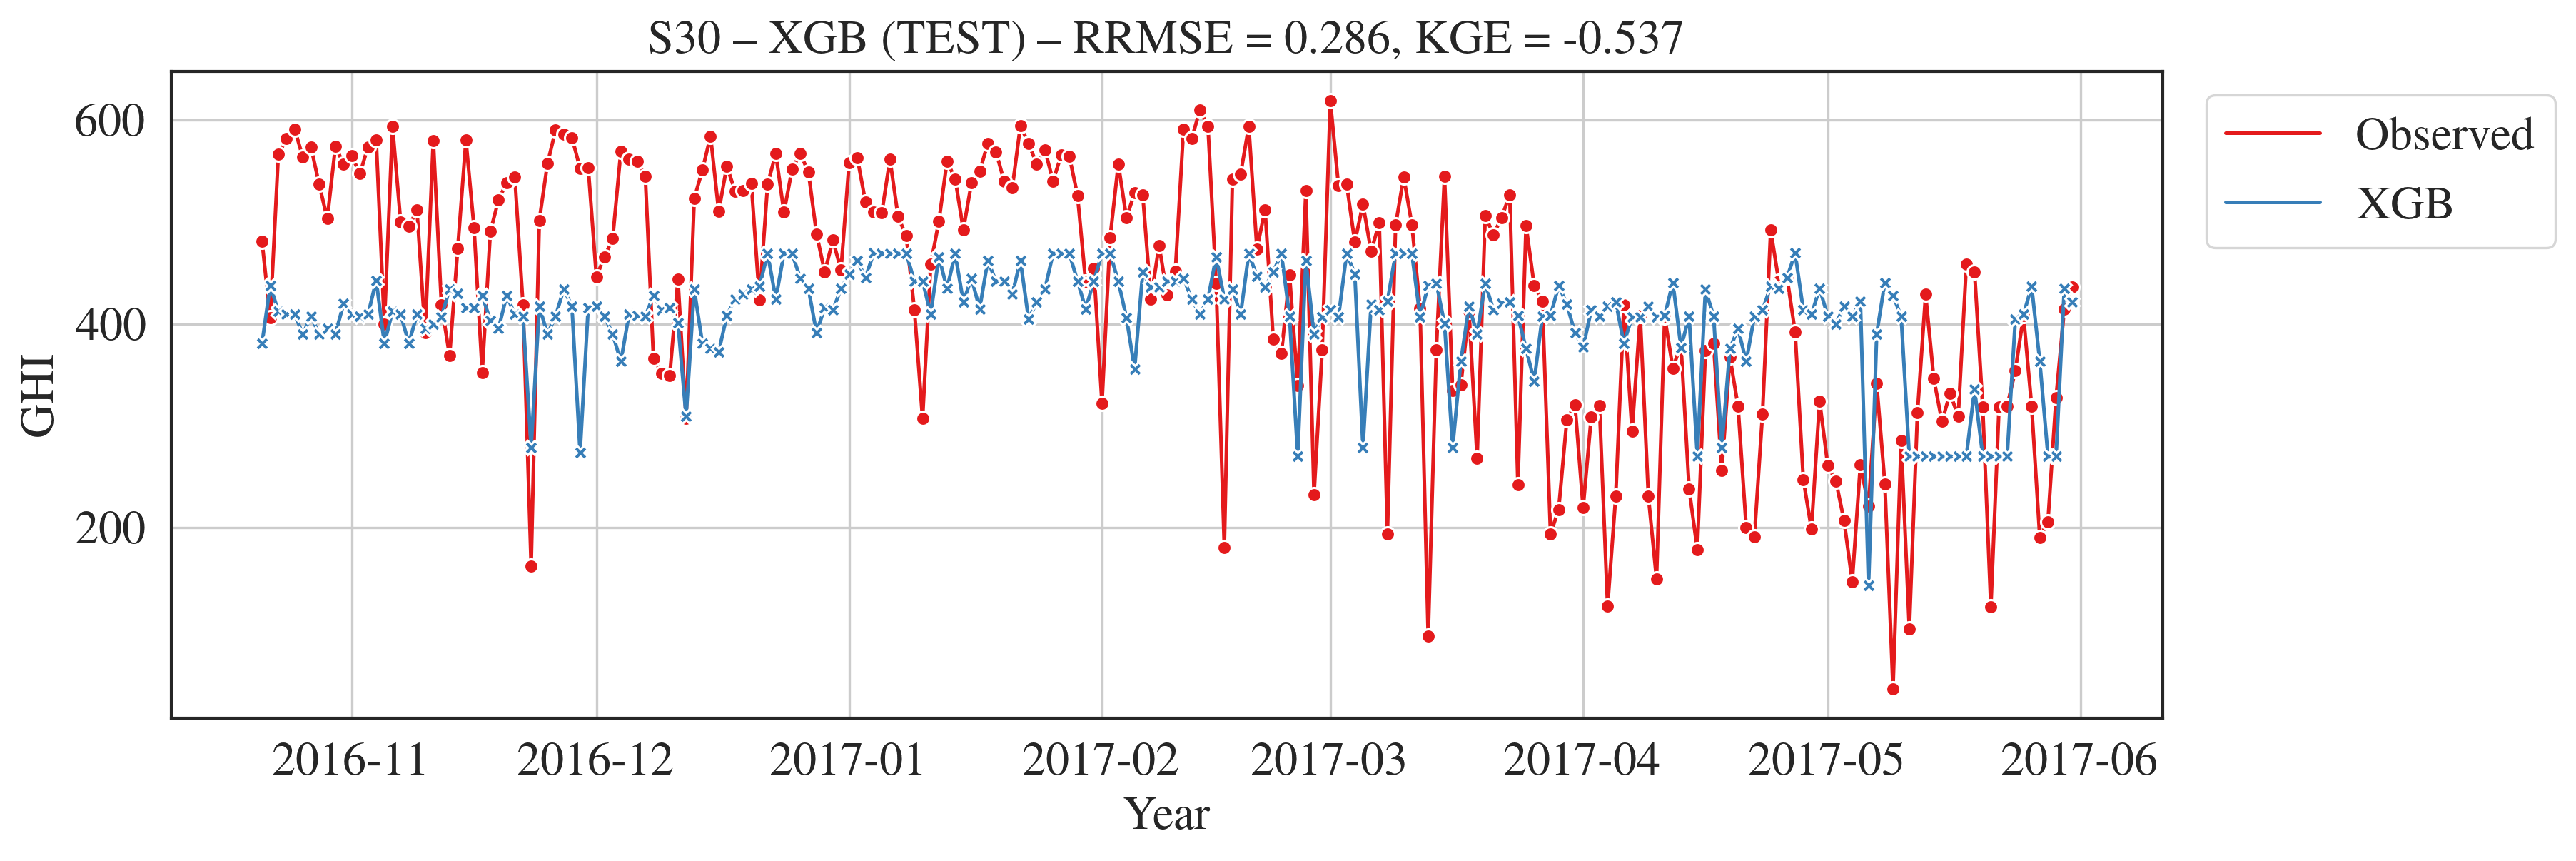 S30 – XGB (TEST) – RRMSE = 0.286, KGE = -0.537
Observed
XGB
600
400
200
GHI
2016-11 2016-12 2017-01 2017-02 2017-03 2017-04 2017-05 2017-06
Year